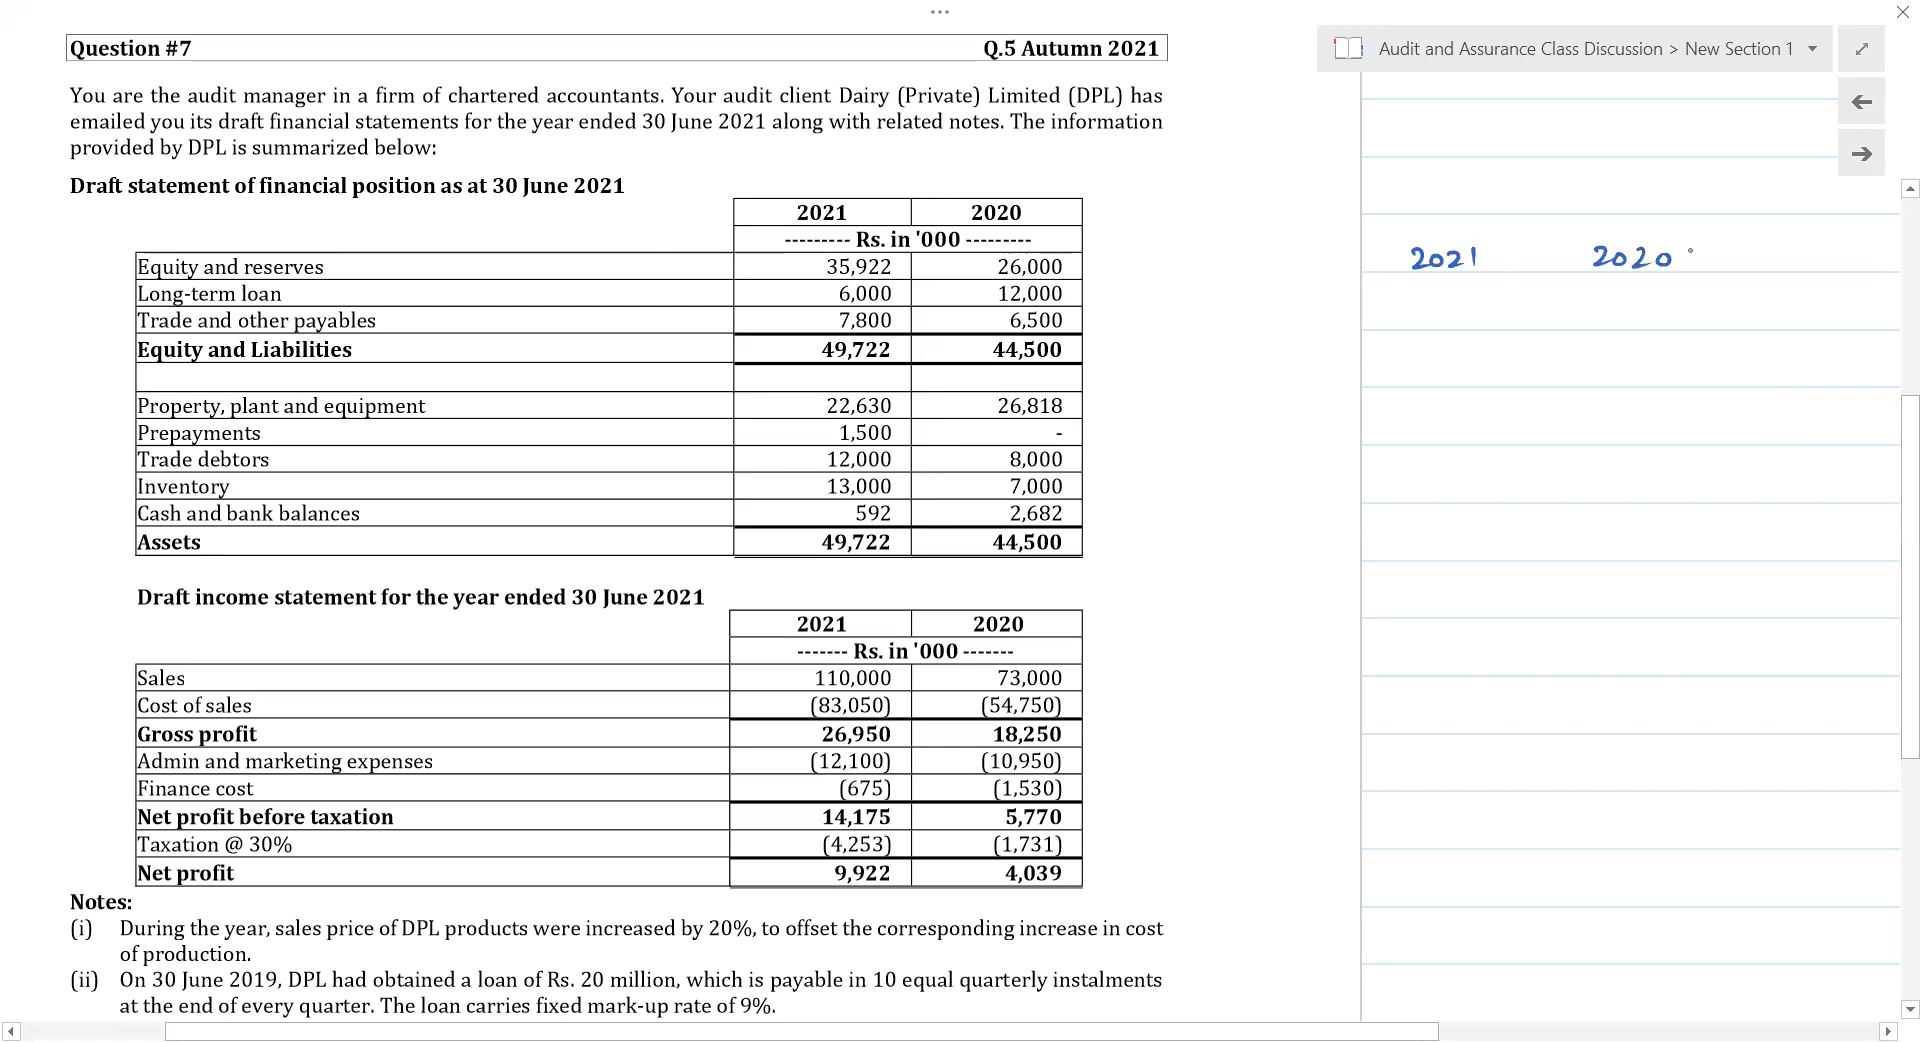 Question #7 Q.5 Autumn 2021
Audit and Assurance Class Discussion > New Section 1
You are the audit manager in a firm of chartered accountants. Your audit client Dairy (Private) Limited (DPL) has
emailed you its draft financial statements for the year ended 30 June 2021 along with related notes. The information
provided by DPL is summarized below:
Draft statement of financial position as at 30 June 2021
2021 2020
--------- Rs. in '000 ---------
Equity and reserves 35,922 26,000
Long-term loan 6,000 12,000
Trade and other payables 7,800 6,500
Equity and Liabilities 49,722 44,500
Property, plant and equipment 22,630 26,818
Prepayments 1,500 -
Trade debtors 12,000 8,000
Inventory 13,000 7,000
Cash and bank balances 592 2,682
Assets 49,722 44,500
Draft income statement for the year ended 30 June 2021
2021 2020
------- Rs. in '000 -------
Sales 110,000 73,000
Cost of sales (83,050) (54,750)
Gross profit 26,950 18,250
Admin and marketing expenses (12,100) (10,950)
Finance cost (675) (1,530)
Net profit before taxation 14,175 5,770
Taxation @ 30% (4,253) (1,731)
Net profit 9,922 4,039
Notes:
(i) During the year, sales price of DPL products were increased by 20%, to offset the corresponding increase in cost
of production.
(ii) On 30 June 2019, DPL had obtained a loan of Rs. 20 million, which is payable in 10 equal quarterly instalments
at the end of every quarter. The loan carries fixed mark-up rate of 9%.
2021 2020